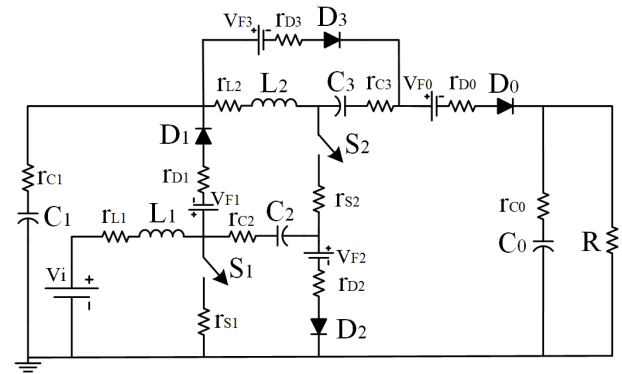 VF3 rD3 D3
rL2 L2 C3 rC3 VF0 rD0 D0
D1 S2
rC1 rD1 rS2 rC0
C1 rL1 L1 VF1 rC2 C2 C0 R
Vi S1 VF2
rD2
rS1 D2